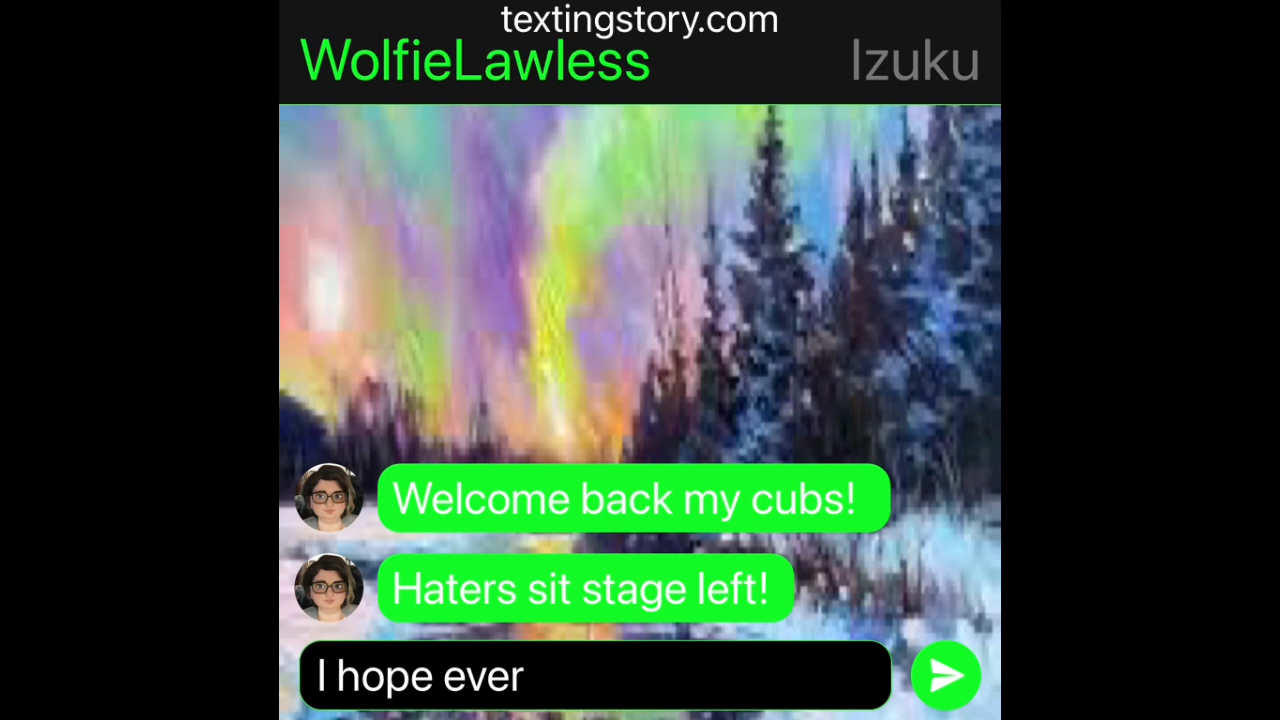 textingstory.com
WolfieLawless Izuku
Welcome back my cubs!
Haters sit stage left!
I hope ever